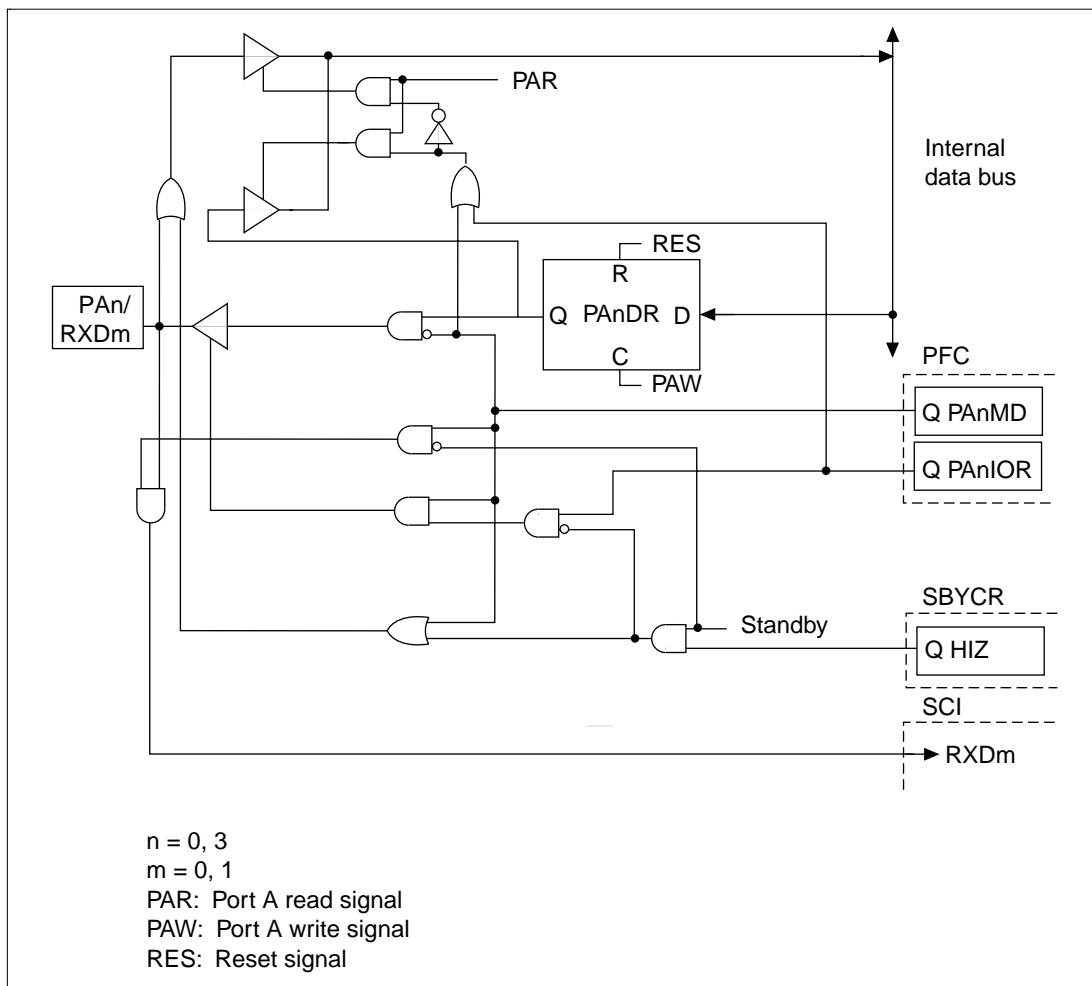 PAR
Internal
data bus
RES
R
PAn/
RXDm
Q PAnDR D
C
PAW
PFC
Q PAnMD
Q PAnIOR
SBYCR
Standby
Q HIZ
SCI
RXDm
n = 0, 3
m = 0, 1
PAR: Port A read signal
PAW: Port A write signal
RES: Reset signal